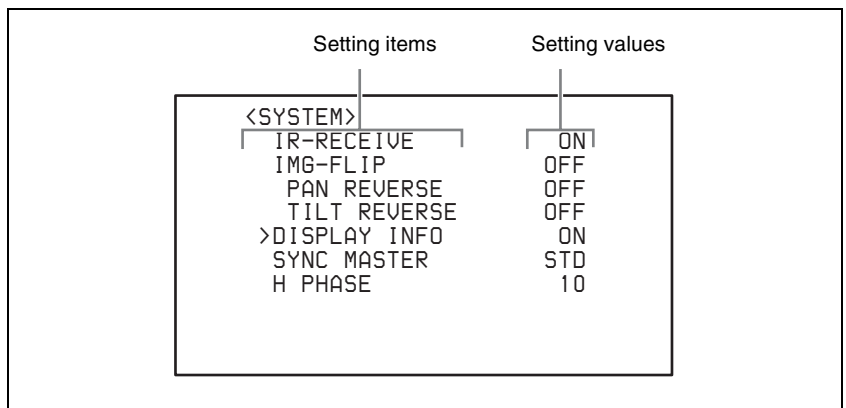 Setting items Setting values
<SYSTEM>
IR-RECEIVE ON
IMG-FLIP OFF
PAN REVERSE OFF
TILT REVERSE OFF
>DISPLAY INFO ON
SYNC MASTER STD
H PHASE 10